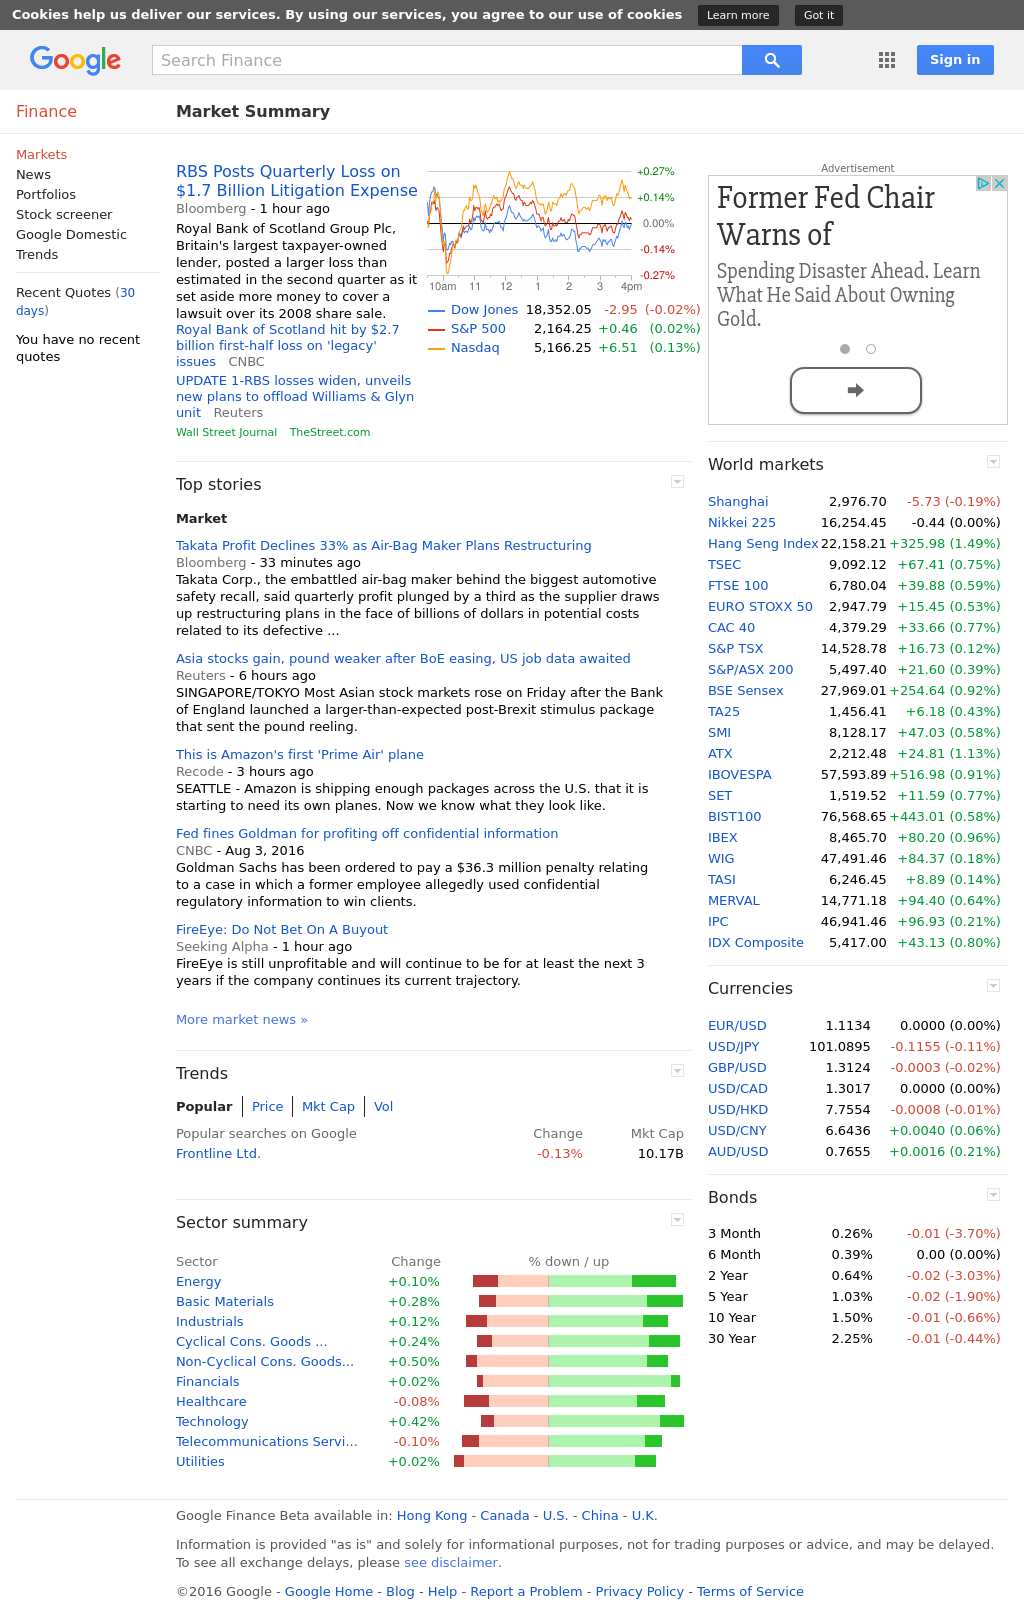 Cookies help us deliver our services. By using our services, you agree to our use of cookies Learn more Got it
Google Search Finance Sign in
Finance Market Summary
Markets
News
Portfolios
Stock screener
Google Domestic
Trends
Recent Quotes (30
days)
You have no recent
quotes
RBS Posts Quarterly Loss on
$1.7 Billion Litigation Expense
Bloomberg - 1 hour ago
Royal Bank of Scotland Group Plc,
Britain's largest taxpayer-owned
lender, posted a larger loss than
estimated in the second quarter as it
set aside more money to cover a
lawsuit over its 2008 share sale.
Royal Bank of Scotland hit by $2.7
billion first-half loss on 'legacy'
issues CNBC
UPDATE 1-RBS losses widen, unveils
new plans to offload Williams & Glyn
unit Reuters
Wall Street Journal TheStreet.com
+0.27%
+0.14%
0.00%
-0.14%
-0.27%
10am 11 12 1 2 3 4pm
Dow Jones 18,352.05 -2.95 (-0.02%)
S&P 500 2,164.25 +0.46 (0.02%)
Nasdaq 5,166.25 +6.51 (0.13%)
Advertisement
Former Fed Chair
Warns of
Spending Disaster Ahead. Learn
What He Said About Owning
Gold.
Top stories
Market
Takata Profit Declines 33% as Air-Bag Maker Plans Restructuring
Bloomberg - 33 minutes ago
Takata Corp., the embattled air-bag maker behind the biggest automotive
safety recall, said quarterly profit plunged by a third as the supplier draws
up restructuring plans in the face of billions of dollars in potential costs
related to its defective ...
Asia stocks gain, pound weaker after BoE easing, US job data awaited
Reuters - 6 hours ago
SINGAPORE/TOKYO Most Asian stock markets rose on Friday after the Bank
of England launched a larger-than-expected post-Brexit stimulus package
that sent the pound reeling.
This is Amazon's first 'Prime Air' plane
Recode - 3 hours ago
SEATTLE - Amazon is shipping enough packages across the U.S. that it is
starting to need its own planes. Now we know what they look like.
Fed fines Goldman for profiting off confidential information
CNBC - Aug 3, 2016
Goldman Sachs has been ordered to pay a $36.3 million penalty relating
to a case in which a former employee allegedly used confidential
regulatory information to win clients.
FireEye: Do Not Bet On A Buyout
Seeking Alpha - 1 hour ago
FireEye is still unprofitable and will continue to be for at least the next 3
years if the company continues its current trajectory.
More market news »
Trends
Popular Price Mkt Cap Vol
Popular searches on Google Change Mkt Cap
Frontline Ltd. -0.13% 10.17B
Sector summary
Sector Change % down / up
Energy +0.10%
Basic Materials +0.28%
Industrials +0.12%
Cyclical Cons. Goods ... +0.24%
Non-Cyclical Cons. Goods... +0.50%
Financials +0.02%
Healthcare -0.08%
Technology +0.42%
Telecommunications Servi... -0.10%
Utilities +0.02%
World markets
Shanghai 2,976.70 -5.73 (-0.19%)
Nikkei 225 16,254.45 -0.44 (0.00%)
Hang Seng Index 22,158.21 +325.98 (1.49%)
TSEC 9,092.12 +67.41 (0.75%)
FTSE 100 6,780.04 +39.88 (0.59%)
EURO STOXX 50 2,947.79 +15.45 (0.53%)
CAC 40 4,379.29 +33.66 (0.77%)
S&P TSX 14,528.78 +16.73 (0.12%)
S&P/ASX 200 5,497.40 +21.60 (0.39%)
BSE Sensex 27,969.01 +254.64 (0.92%)
TA25 1,456.41 +6.18 (0.43%)
SMI 8,128.17 +47.03 (0.58%)
ATX 2,212.48 +24.81 (1.13%)
IBOVESPA 57,593.89 +516.98 (0.91%)
SET 1,519.52 +11.59 (0.77%)
BIST100 76,568.65 +443.01 (0.58%)
IBEX 8,465.70 +80.20 (0.96%)
WIG 47,491.46 +84.37 (0.18%)
TASI 6,246.45 +8.89 (0.14%)
MERVAL 14,771.18 +94.40 (0.64%)
IPC 46,941.46 +96.93 (0.21%)
IDX Composite 5,417.00 +43.13 (0.80%)
Currencies
EUR/USD 1.1134 0.0000 (0.00%)
USD/JPY 101.0895 -0.1155 (-0.11%)
GBP/USD 1.3124 -0.0003 (-0.02%)
USD/CAD 1.3017 0.0000 (0.00%)
USD/HKD 7.7554 -0.0008 (-0.01%)
USD/CNY 6.6436 +0.0040 (0.06%)
AUD/USD 0.7655 +0.0016 (0.21%)
Bonds
3 Month 0.26% -0.01 (-3.70%)
6 Month 0.39% 0.00 (0.00%)
2 Year 0.64% -0.02 (-3.03%)
5 Year 1.03% -0.02 (-1.90%)
10 Year 1.50% -0.01 (-0.66%)
30 Year 2.25% -0.01 (-0.44%)
Google Finance Beta available in: Hong Kong - Canada - U.S. - China - U.K.
Information is provided "as is" and solely for informational purposes, not for trading purposes or advice, and may be delayed.
To see all exchange delays, please see disclaimer.
©2016 Google - Google Home - Blog - Help - Report a Problem - Privacy Policy - Terms of Service